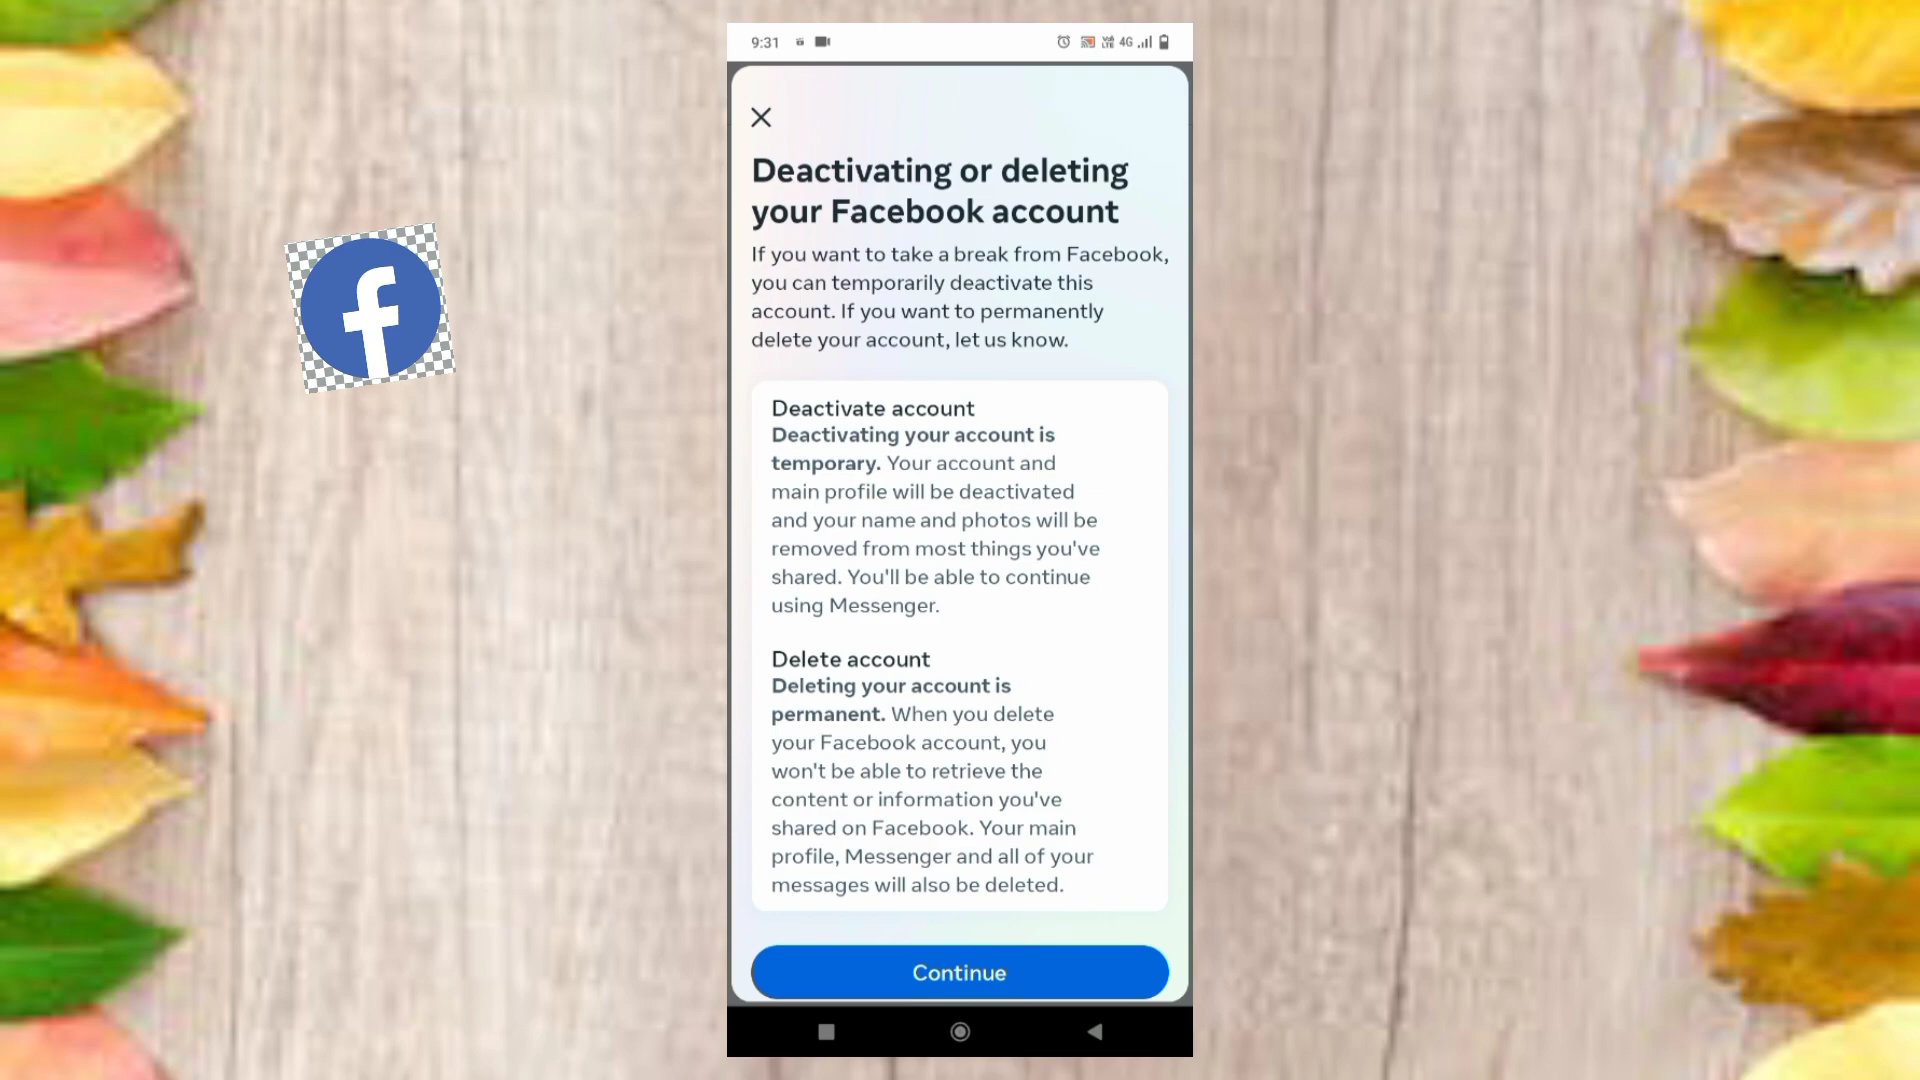 9:31
4G
Deactivating or deleting
your Facebook account
If you want to take a break from Facebook,
you can temporarily deactivate this
account. If you want to permanently
delete your account, let us know.
Deactivate account
Deactivating your account is
temporary. Your account and
main profile will be deactivated
and your name and photos will be
removed from most things you've
shared. You'll be able to continue
using Messenger.
Delete account
Deleting your account is
permanent. When you delete
your Facebook account, you
won't be able to retrieve the
content or information you've
shared on Facebook. Your main
profile, Messenger and all of your
messages will also be deleted.
Continue